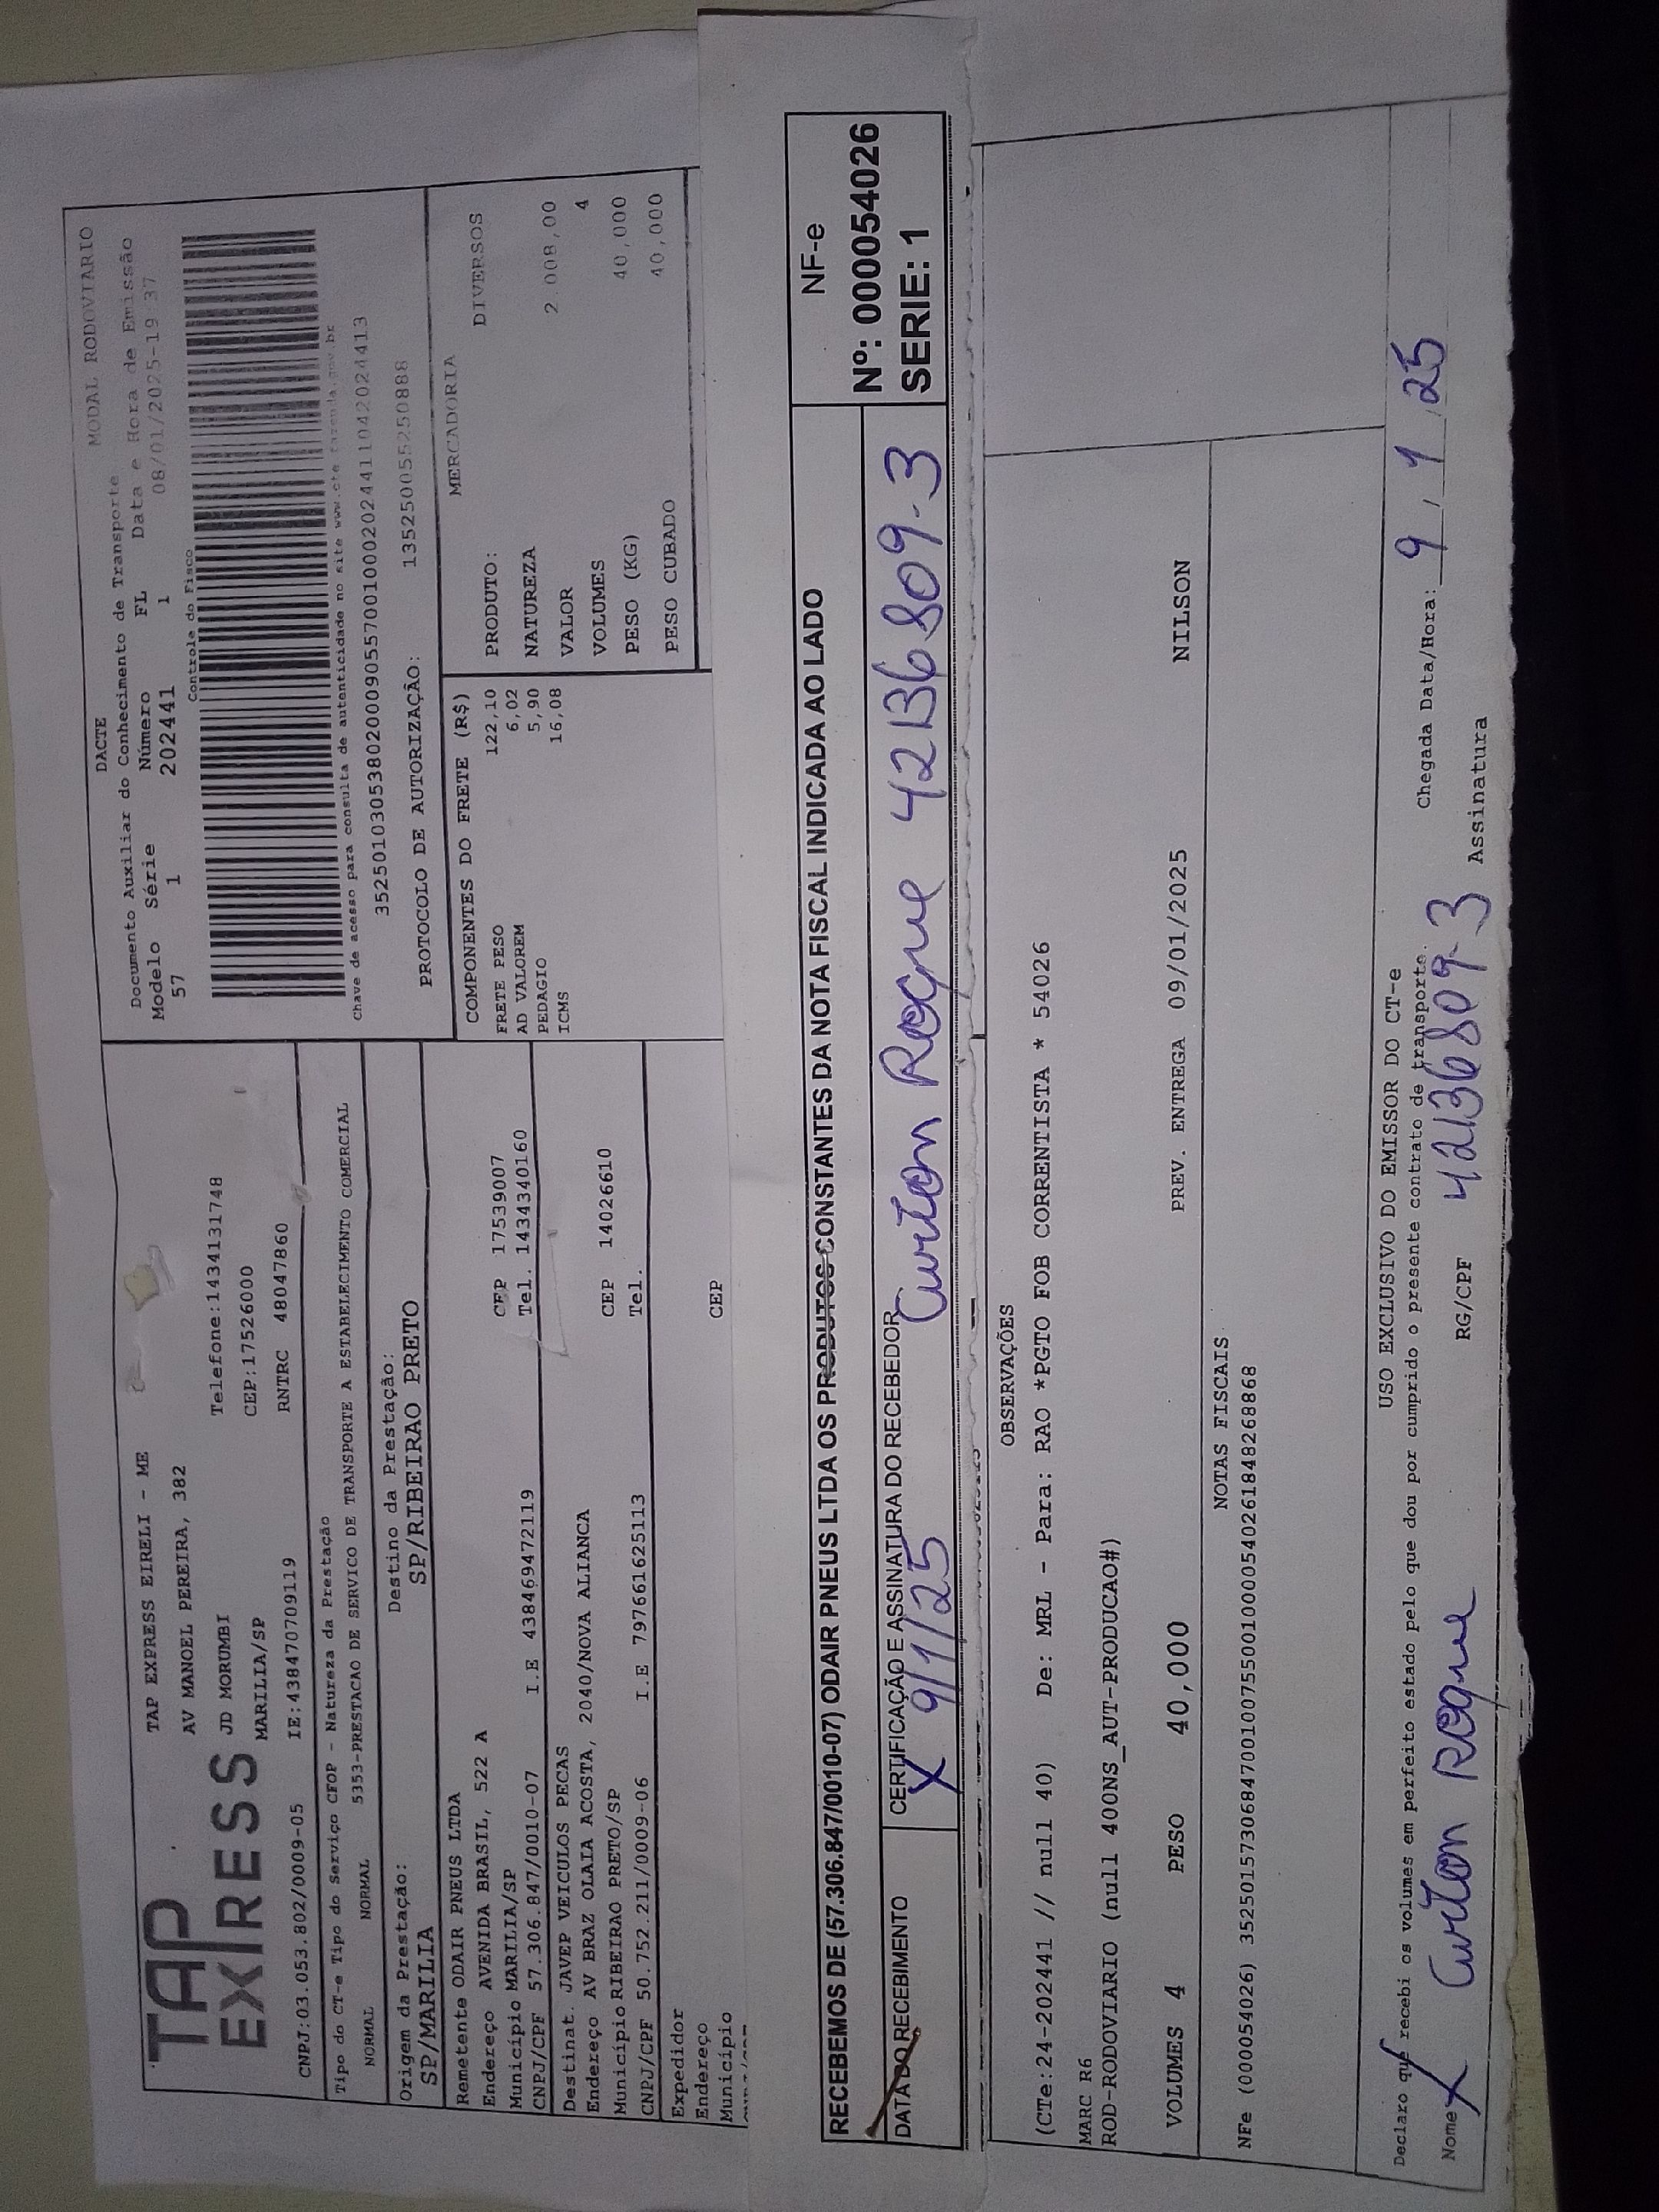 TAP
EXPRESS
TAP EXPRESS EIRELI - ME
AV MANOEL PEREIRA, 382
JD MORUMBI Telefone:1434131748
MARILIA/SP CEP:17526000
CNPJ:03.053.802/0009-05 IE:438470709119 RNTRC 48047860
Tipo do CT-e Tipo do Serviço CFOP - Natureza da Prestação
NORMAL NORMAL 5353-PRESTACAO DE SERVICO DE TRANSPORTE A ESTABELECIMENTO COMERCIAL
Origem da Prestação: Destino da Prestação:
SP/MARILIA SP/RIBEIRAO PRETO
Remetente ODAIR PNEUS LTDA
Endereço AVENIDA BRASIL, 522 A
Município MARILIA/SP CEP 17539007
CNPJ/CPF 57.306.847/0010-07 I.E 438469472119 Tel. 1434340160
Destinat. JAVEP VEICULOS PECAS
Endereço AV BRAZ OLAIA ACOSTA, 2040/NOVA ALIANCA
Município RIBEIRAO PRETO/SP CEP 14026610
CNPJ/CPF 50.752.211/0009-06 I.E 797661625113 Tel.
Expedidor
Endereço
Município CEP
DACTE MODAL RODOVIARIO
Documento Auxiliar do Conhecimento de Transporte
Modelo Série Número FL Data e Hora de Emissão
57 1 202441 1 08/01/2025-19 37
Controle do Fisco
Chave de acesso para consulta de autenticidade no site www.cte.fazenda.gov.br
35250103053802000905570010002024411042024413
PROTOCOLO DE AUTORIZAÇÃO: 135250055250888
COMPONENTES DO FRETE (R$)
FRETE PESO 122,10
AD VALOREM 6,02
PEDAGIO 5,90
ICMS 16,08
MERCADORIA
PRODUTO: DIVERSOS
NATUREZA
VALOR 2 008,00
VOLUMES 4
PESO (KG) 40,000
PESO CUBADO 40,000
RECEBEMOS DE (57.306.847/0010-07) ODAIR PNEUS LTDA OS PRODUTOS CONSTANTES DA NOTA FISCAL INDICADA AO LADO
DATA DO RECEBIMENTO CERTIFICAÇÃO E ASSINATURA DO RECEBEDOR
X 9/1/25 Roque 42136809-3
NF-e
Nº: 000054026
SERIE: 1
OBSERVAÇÕES
(CTe:24-202441 // null 40) De: MRL - Para: RAO *PGTO FOB CORRENTISTA * 54026
MARC R6
ROD-RODOVIARIO (null 400NS_AUT-PRODUCAO#)
VOLUMES 4 PESO 40,000 PREV. ENTREGA 09/01/2025 NILSON
NOTAS FISCAIS
NFe (00054026) 35250157306847001007550010000540261848268868
USO EXCLUSIVO DO EMISSOR DO CT-e
Declaro que recebi os volumes em perfeito estado pelo que dou por cumprido o presente contrato de transporte.
Chegada Data/Hora: 9 / 1 / 25
Nome X Roque RG/CPF 42136809-3 Assinatura